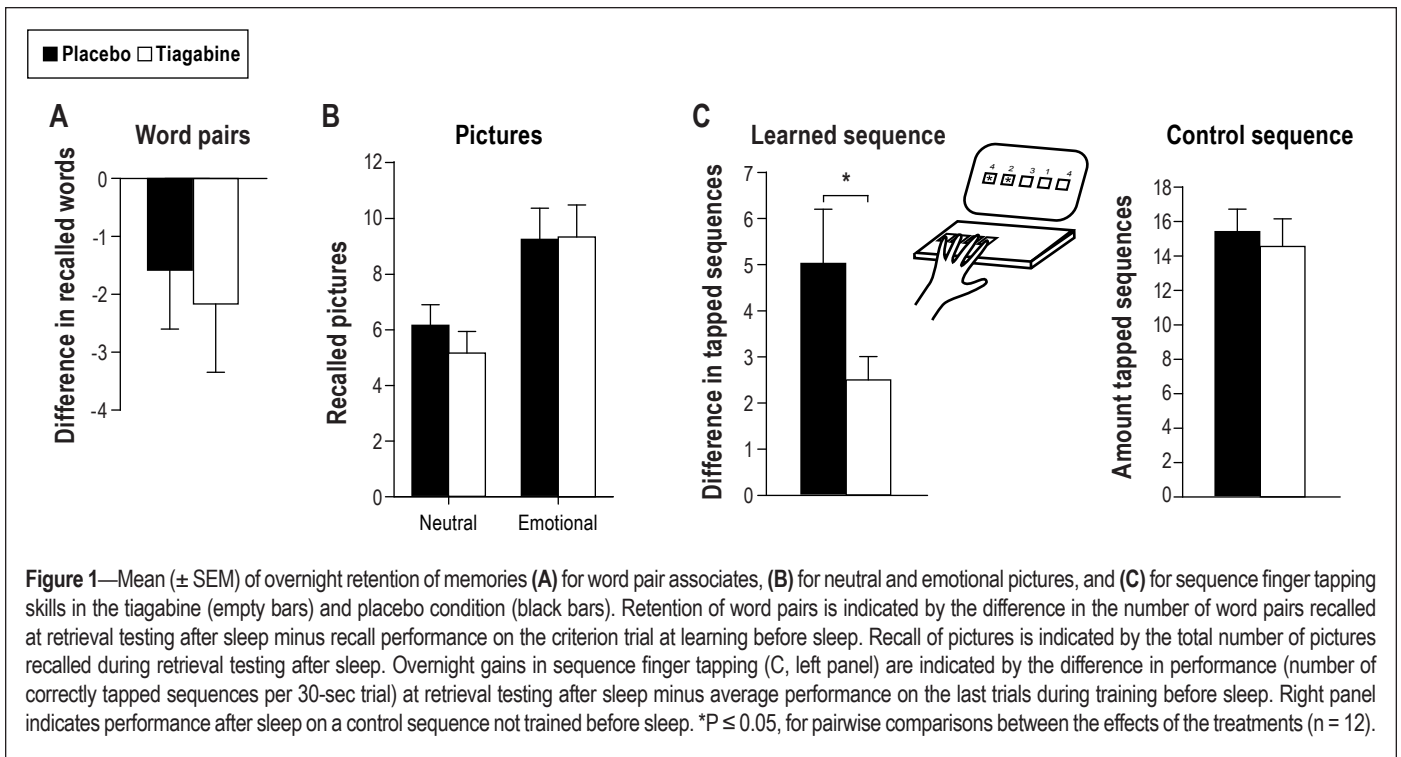 ■ Placebo □ Tiagabine
A
Word pairs
Difference in recalled words
0
-1
-2
-3
-4
B
Pictures
Recalled pictures
12
10
8
6
4
2
0
Neutral
Emotional
C
Learned sequence
Difference in tapped sequences
7
6
5
4
3
2
1
0
*
4 2 3 1 4
* *
Control sequence
Amount tapped sequences
18
16
14
12
10
8
6
4
2
0
Figure 1—Mean (± SEM) of overnight retention of memories (A) for word pair associates, (B) for neutral and emotional pictures, and (C) for sequence finger tapping
skills in the tiagabine (empty bars) and placebo condition (black bars). Retention of word pairs is indicated by the difference in the number of word pairs recalled
at retrieval testing after sleep minus recall performance on the criterion trial at learning before sleep. Recall of pictures is indicated by the total number of pictures
recalled during retrieval testing after sleep. Overnight gains in sequence finger tapping (C, left panel) are indicated by the difference in performance (number of
correctly tapped sequences per 30-sec trial) at retrieval testing after sleep minus average performance on the last trials during training before sleep. Right panel
indicates performance after sleep on a control sequence not trained before sleep. *P ≤ 0.05, for pairwise comparisons between the effects of the treatments (n = 12).